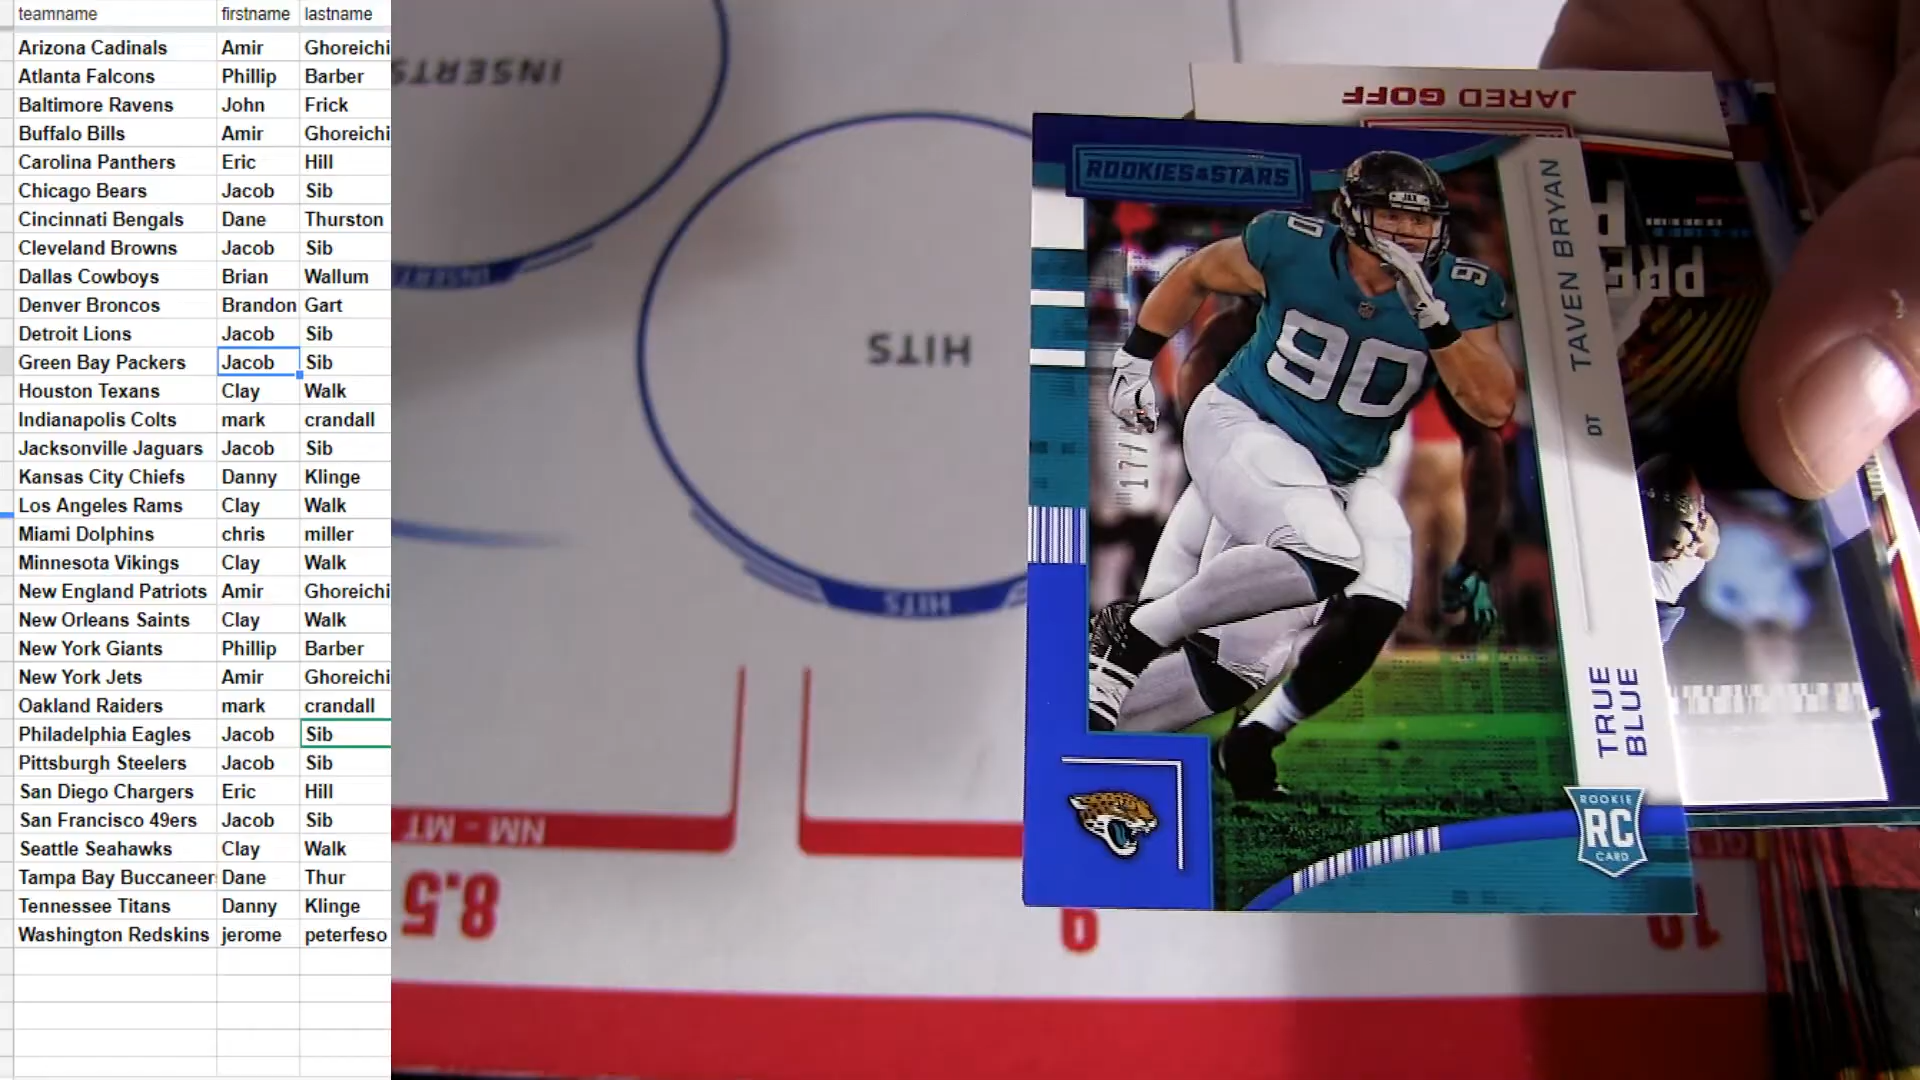 teamname firstname lastname
Arizona Cadinals Amir Ghoreichi
Atlanta Falcons Phillip Barber
Baltimore Ravens John Frick
Buffalo Bills Amir Ghoreichi
Carolina Panthers Eric Hill
Chicago Bears Jacob Sib
Cincinnati Bengals Dane Thurston
Cleveland Browns Jacob Sib
Dallas Cowboys Brian Wallum
Denver Broncos Brandon Gart
Detroit Lions Jacob Sib
Green Bay Packers Jacob Sib
Houston Texans Clay Walk
Indianapolis Colts mark crandall
Jacksonville Jaguars Jacob Sib
Kansas City Chiefs Danny Klinge
Los Angeles Rams Clay Walk
Miami Dolphins chris miller
Minnesota Vikings Clay Walk
New England Patriots Amir Ghoreichi
New Orleans Saints Clay Walk
New York Giants Phillip Barber
New York Jets Amir Ghoreichi
Oakland Raiders mark crandall
Philadelphia Eagles Jacob Sib
Pittsburgh Steelers Jacob Sib
San Diego Chargers Eric Hill
San Francisco 49ers Jacob Sib
Seattle Seahawks Clay Walk
Tampa Bay Buccaneer Dane Thur
Tennessee Titans Danny Klinge
Washington Redskins jerome peterfeso
INSERTS
INSERTS
HITS
HITS
NM - MT
8.5
9
10
JARED GOFF
ROOKIES & STARS
JAX
90
90
90
17/
TAVEN BRYAN
DT
TRUE
BLUE
ROOKIE
RC
CARD